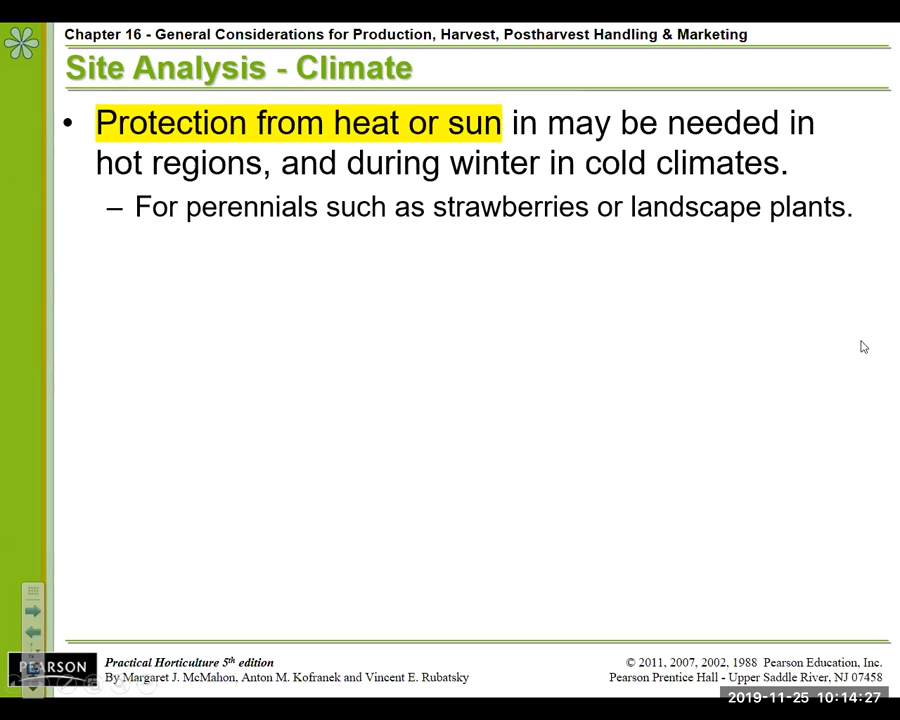 Chapter 16 - General Considerations for Production, Harvest, Postharvest Handling & Marketing
Site Analysis - Climate
• Protection from heat or sun in may be needed in
hot regions, and during winter in cold climates.
– For perennials such as strawberries or landscape plants.
PEARSON
Practical Horticulture 5th edition
By Margaret J. McMahon, Anton M. Kofranek and Vincent E. Rubatsky
© 2011, 2007, 2002, 1988 Pearson Education, Inc.
Pearson Prentice Hall - Upper Saddle River, NJ 07458
2019-11-25 10:14:27